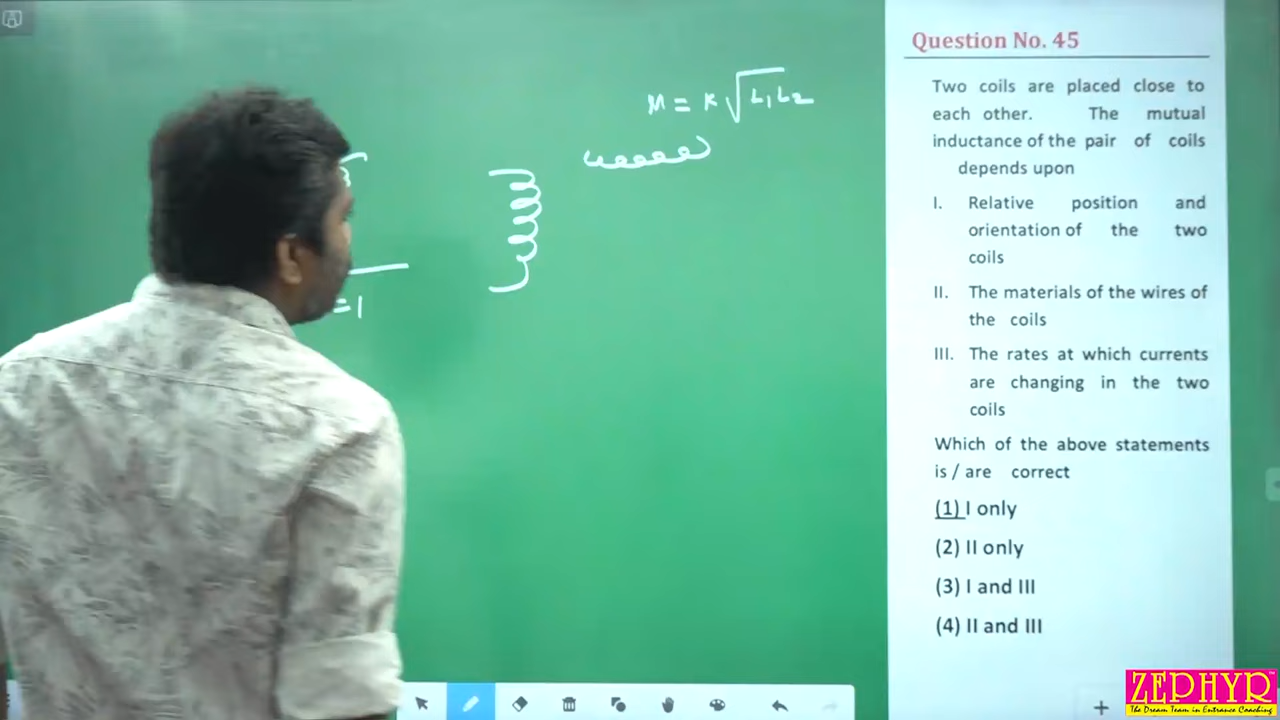 M = K √L₁L₂
=1
Question No. 45
Two coils are placed close to
each other. The mutual
inductance of the pair of coils
depends upon
I. Relative position and
orientation of the two
coils
II. The materials of the wires of
the coils
III. The rates at which currents
are changing in the two
coils
Which of the above statements
is / are correct
(1) I only
(2) II only
(3) I and III
(4) II and III
ZEPHYR
The Dream Team in Entrance Coaching